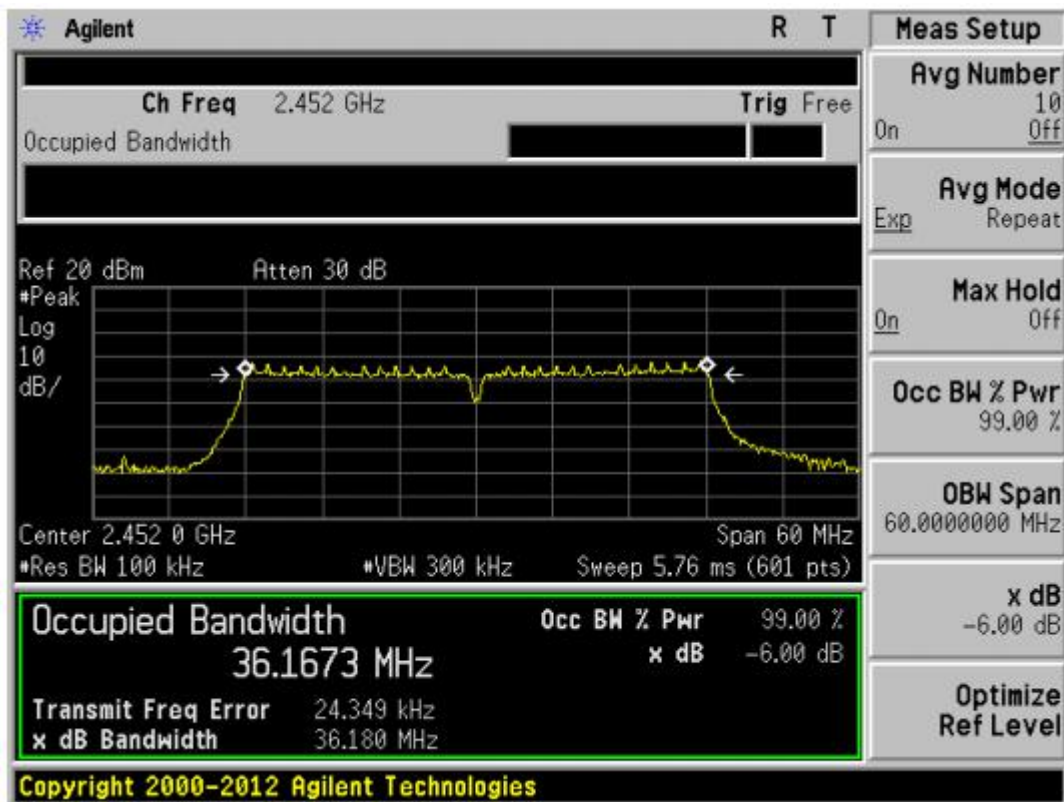 Agilent
R T
Ch Freq 2.452 GHz
Trig Free
Occupied Bandwidth
Ref 20 dBm
Atten 30 dB
#Peak
Log
10
dB/
Center 2.452 0 GHz
Span 60 MHz
#Res BW 100 kHz
#VBW 300 kHz
Sweep 5.76 ms (601 pts)
Occupied Bandwidth
36.1673 MHz
Occ BW % Pwr 99.00 %
x dB -6.00 dB
Transmit Freq Error 24.349 kHz
x dB Bandwidth 36.180 MHz
Copyright 2000-2012 Agilent Technologies
Meas Setup
Avg Number
10
On Off
Avg Mode
Exp Repeat
Max Hold
On Off
Occ BW % Pwr
99.00 %
OBW Span
60.0000000 MHz
x dB
-6.00 dB
Optimize
Ref Level